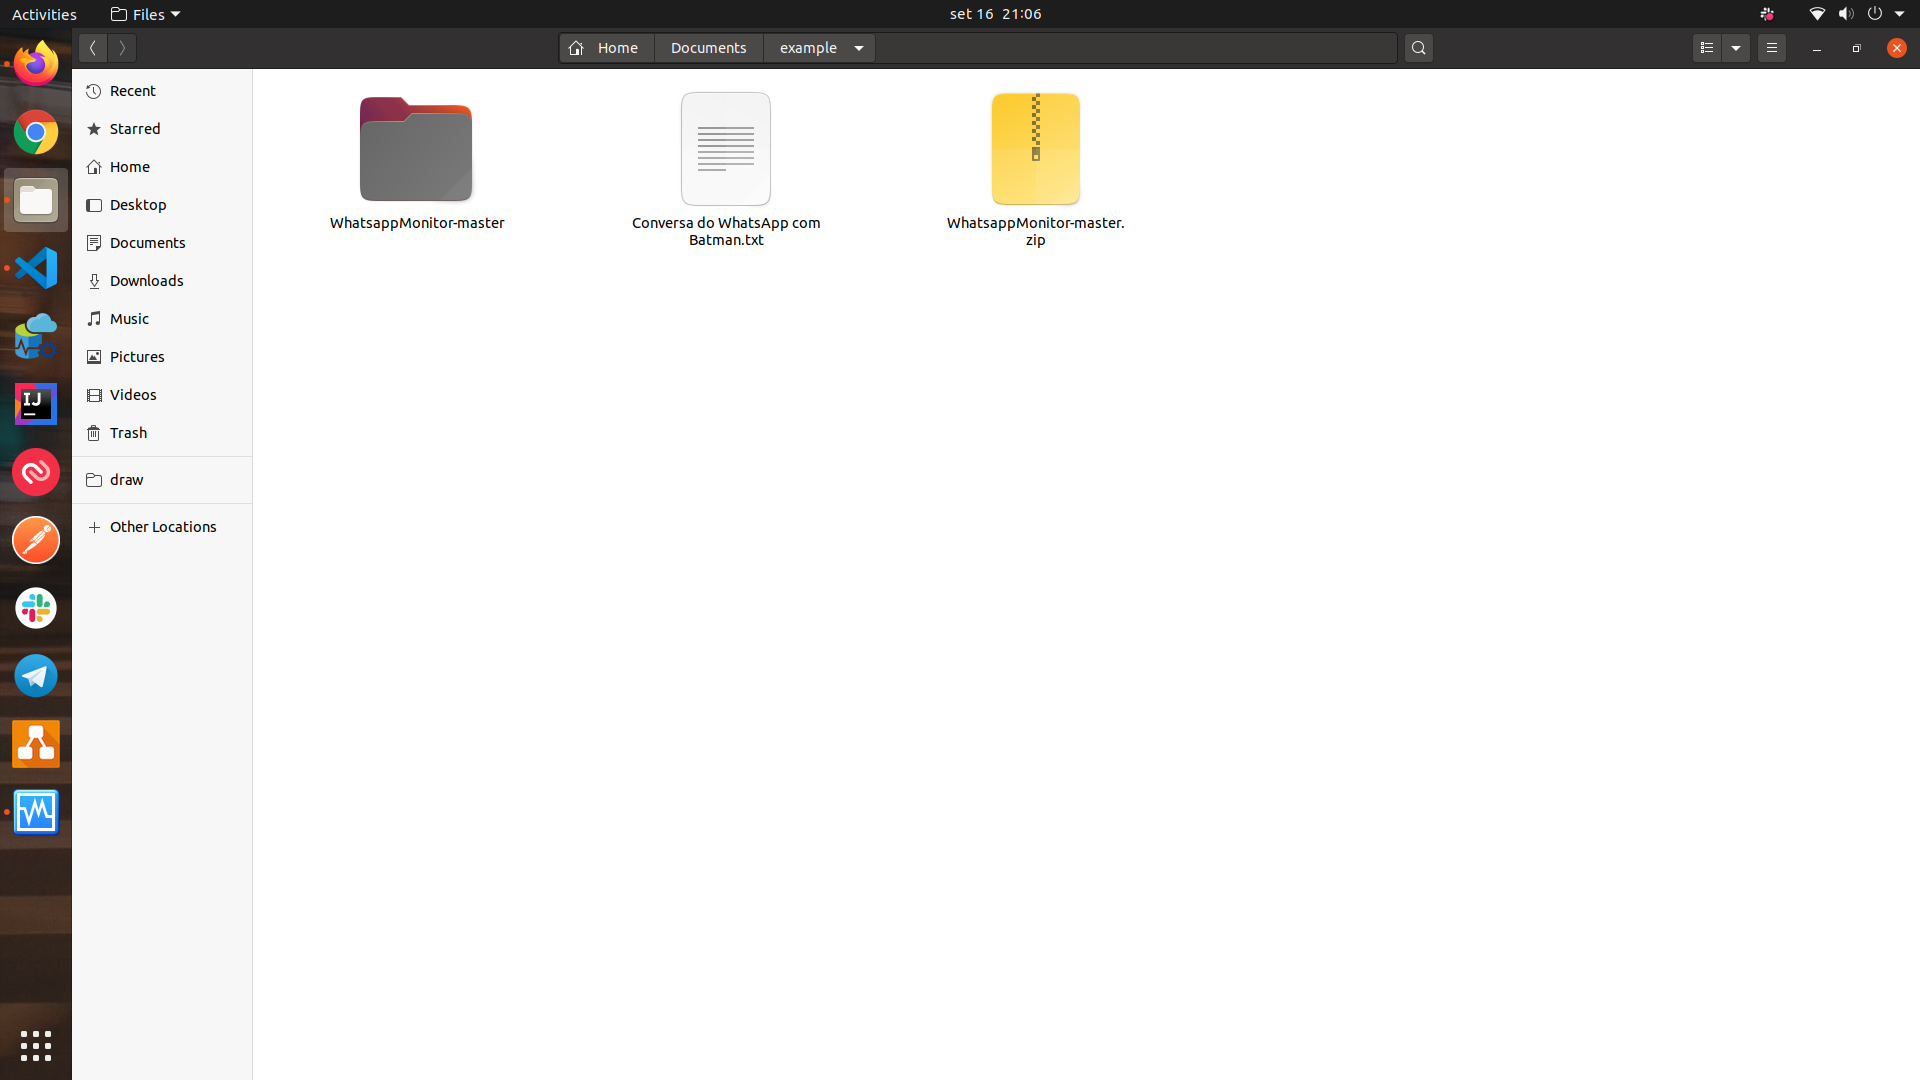 Activities
Files
set 16 21:06
Home
Documents
example
Recent
Starred
Home
Desktop
Documents
Downloads
Music
Pictures
Videos
Trash
draw
Other Locations
WhatsappMonitor-master
Conversa do WhatsApp com
Batman.txt
WhatsappMonitor-master.
zip
IJ